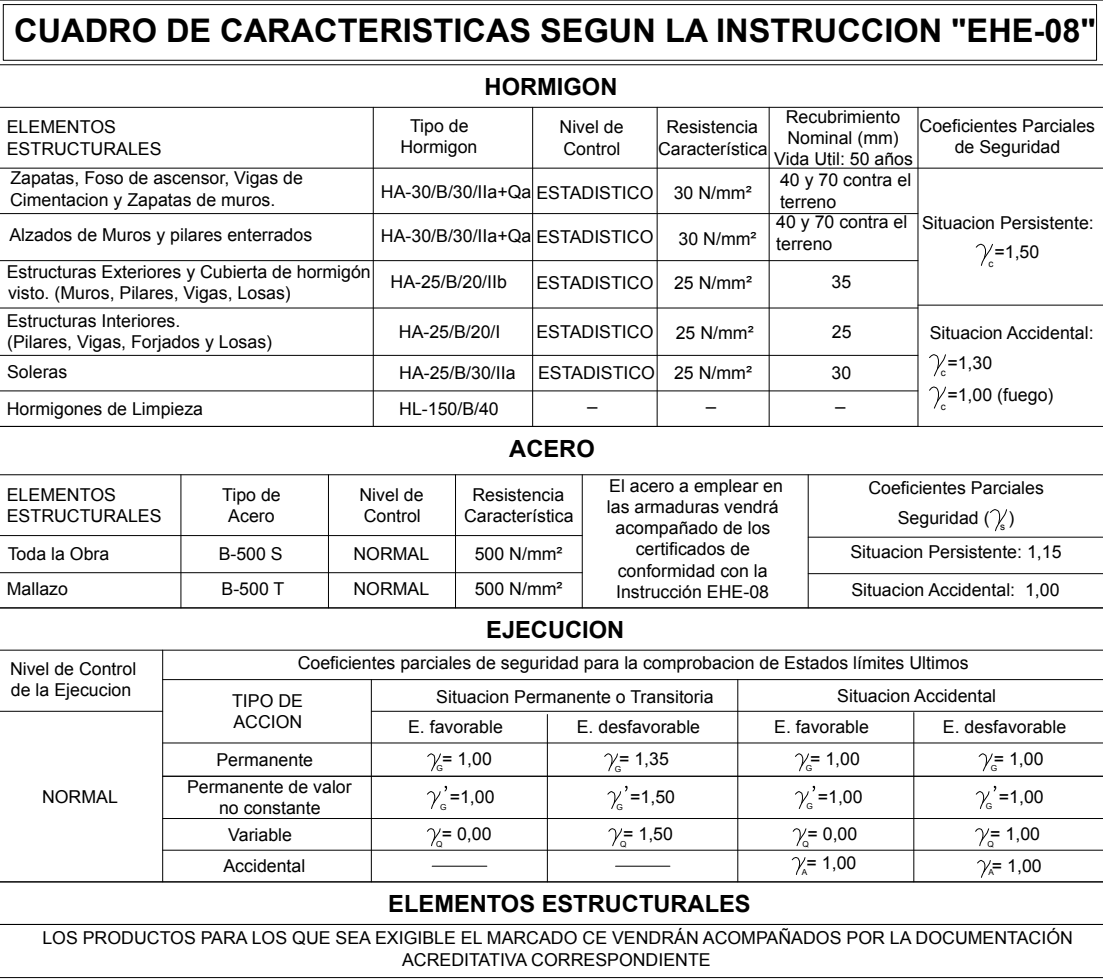 CUADRO DE CARACTERISTICAS SEGUN LA INSTRUCCION "EHE-08"
HORMIGON
ELEMENTOS
ESTRUCTURALES
Tipo de
Hormigon
Nivel de
Control
Resistencia
Característica
Recubrimiento
Nominal (mm)
Vida Util: 50 años
Coeficientes Parciales
de Seguridad
Zapatas, Foso de ascensor, Vigas de
Cimentacion y Zapatas de muros.
HA-30/B/30/IIa+Qa
ESTADISTICO
30 N/mm²
40 y 70 contra el
terreno
Alzados de Muros y pilares enterrados
HA-30/B/30/IIa+Qa
ESTADISTICO
30 N/mm²
40 y 70 contra el
terreno
Situacion Persistente:
γc=1,50
Estructuras Exteriores y Cubierta de hormigón
visto. (Muros, Pilares, Vigas, Losas)
HA-25/B/20/IIb
ESTADISTICO
25 N/mm²
35
Estructuras Interiores.
(Pilares, Vigas, Forjados y Losas)
HA-25/B/20/I
ESTADISTICO
25 N/mm²
25
Situacion Accidental:
γc=1,30
γc=1,00 (fuego)
Soleras
HA-25/B/30/IIa
ESTADISTICO
25 N/mm²
30
Hormigones de Limpieza
HL-150/B/40
–
–
–
ACERO
ELEMENTOS
ESTRUCTURALES
Tipo de
Acero
Nivel de
Control
Resistencia
Característica
El acero a emplear en
las armaduras vendrá
acompañado de los
certificados de
conformidad con la
Instrucción EHE-08
Coeficientes Parciales
Seguridad (γs)
Toda la Obra
B-500 S
NORMAL
500 N/mm²
Situacion Persistente: 1,15
Mallazo
B-500 T
NORMAL
500 N/mm²
Situacion Accidental: 1,00
EJECUCION
Nivel de Control
de la Ejecucion
Coeficientes parciales de seguridad para la comprobacion de Estados límites Ultimos
TIPO DE
ACCION
Situacion Permanente o Transitoria
Situacion Accidental
E. favorable
E. desfavorable
E. favorable
E. desfavorable
NORMAL
Permanente
γG= 1,00
γG= 1,35
γG= 1,00
γG= 1,00
Permanente de valor
no constante
γG'=1,00
γG'=1,50
γG'=1,00
γG'=1,00
Variable
γQ= 0,00
γQ= 1,50
γQ= 0,00
γQ= 1,00
Accidental
———
———
γA= 1,00
γA= 1,00
ELEMENTOS ESTRUCTURALES
LOS PRODUCTOS PARA LOS QUE SEA EXIGIBLE EL MARCADO CE VENDRÁN ACOMPAÑADOS POR LA DOCUMENTACIÓN
ACREDITATIVA CORRESPONDIENTE